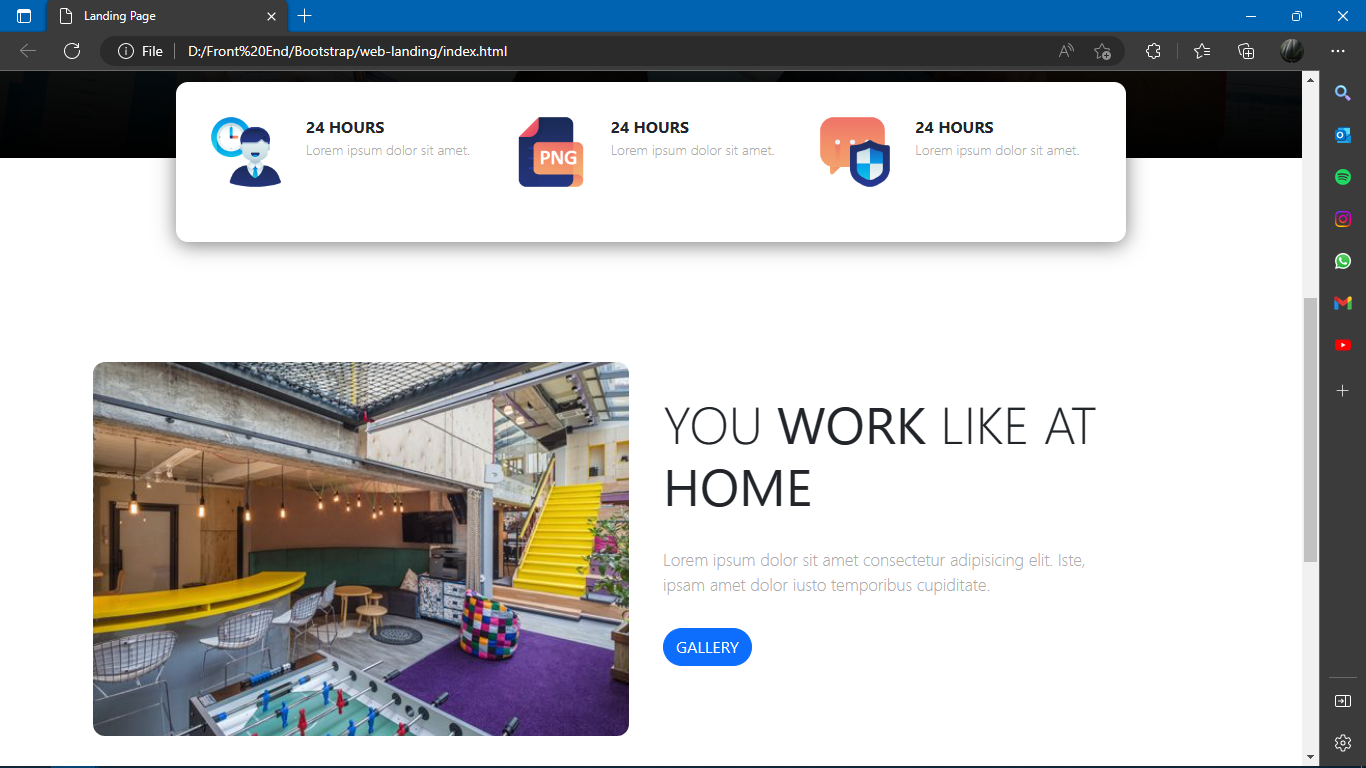 Landing Page
File
D:/Front%20End/Bootstrap/web-landing/index.html
24 HOURS
Lorem ipsum dolor sit amet.
PNG
24 HOURS
Lorem ipsum dolor sit amet.
24 HOURS
Lorem ipsum dolor sit amet.
YOU WORK LIKE AT
HOME
Lorem ipsum dolor sit amet consectetur adipisicing elit. Iste,
ipsam amet dolor iusto temporibus cupiditate.
GALLERY